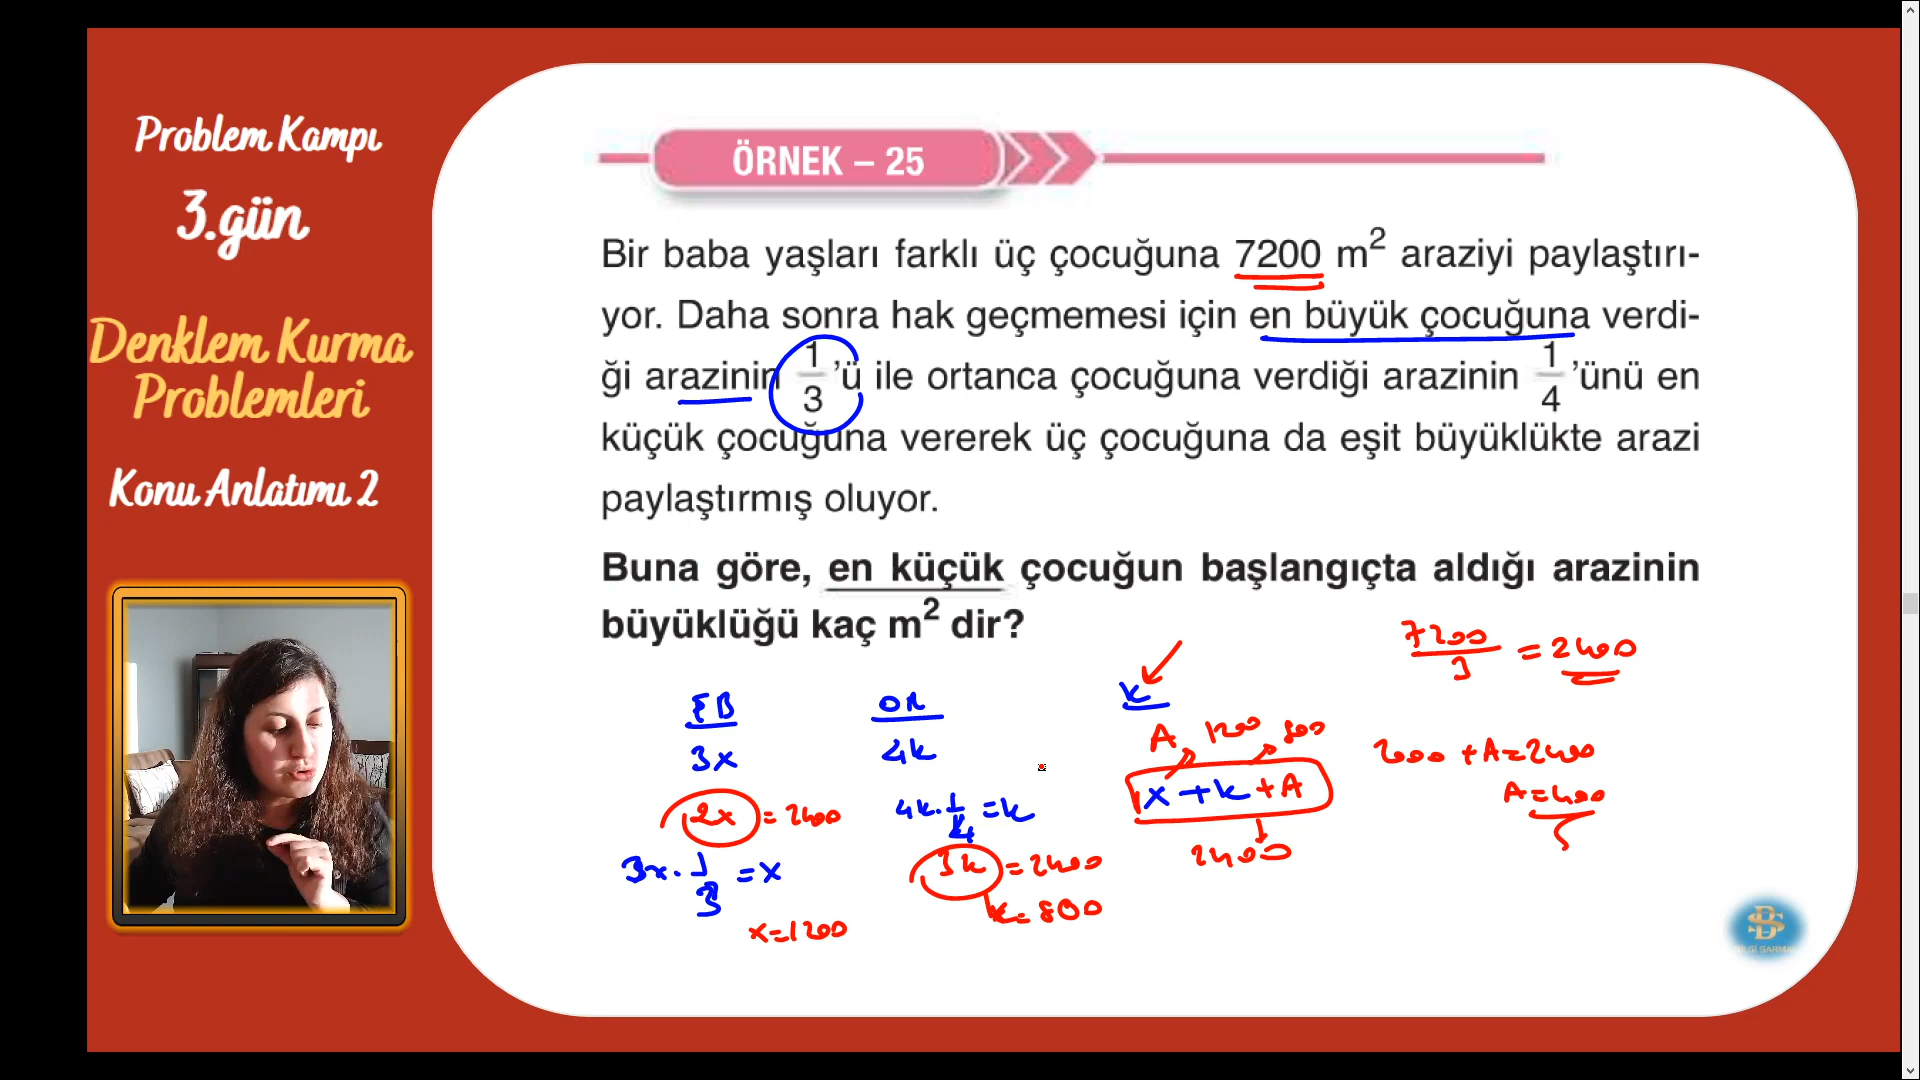 Problem Kampı
3.gün
Denklem Kurma
Problemleri
Konu Anlatımı 2
ÖRNEK – 25
Bir baba yaşları farklı üç çocuğuna 7200 m² araziyi paylaştırı-
yor. Daha sonra hak geçmemesi için en büyük çocuğuna verdi-
ği arazinin 1/3 'ü ile ortanca çocuğuna verdiği arazinin 1/4 'ünü en
küçük çocuğuna vererek üç çocuğuna da eşit büyüklükte arazi
paylaştırmış oluyor.
Buna göre, en küçük çocuğun başlangıçta aldığı arazinin
büyüklüğü kaç m² dir?
7200/3 = 2400
EB
OR
k
3x
4k
A 1200 800
2000 + A = 2400
2x = 2400
4k . 1/4 = k
x + k + A
A = 400
3x . 1/3 = x
3k = 2400
2400
x = 1200
k = 800
BİLGİ SARMAL